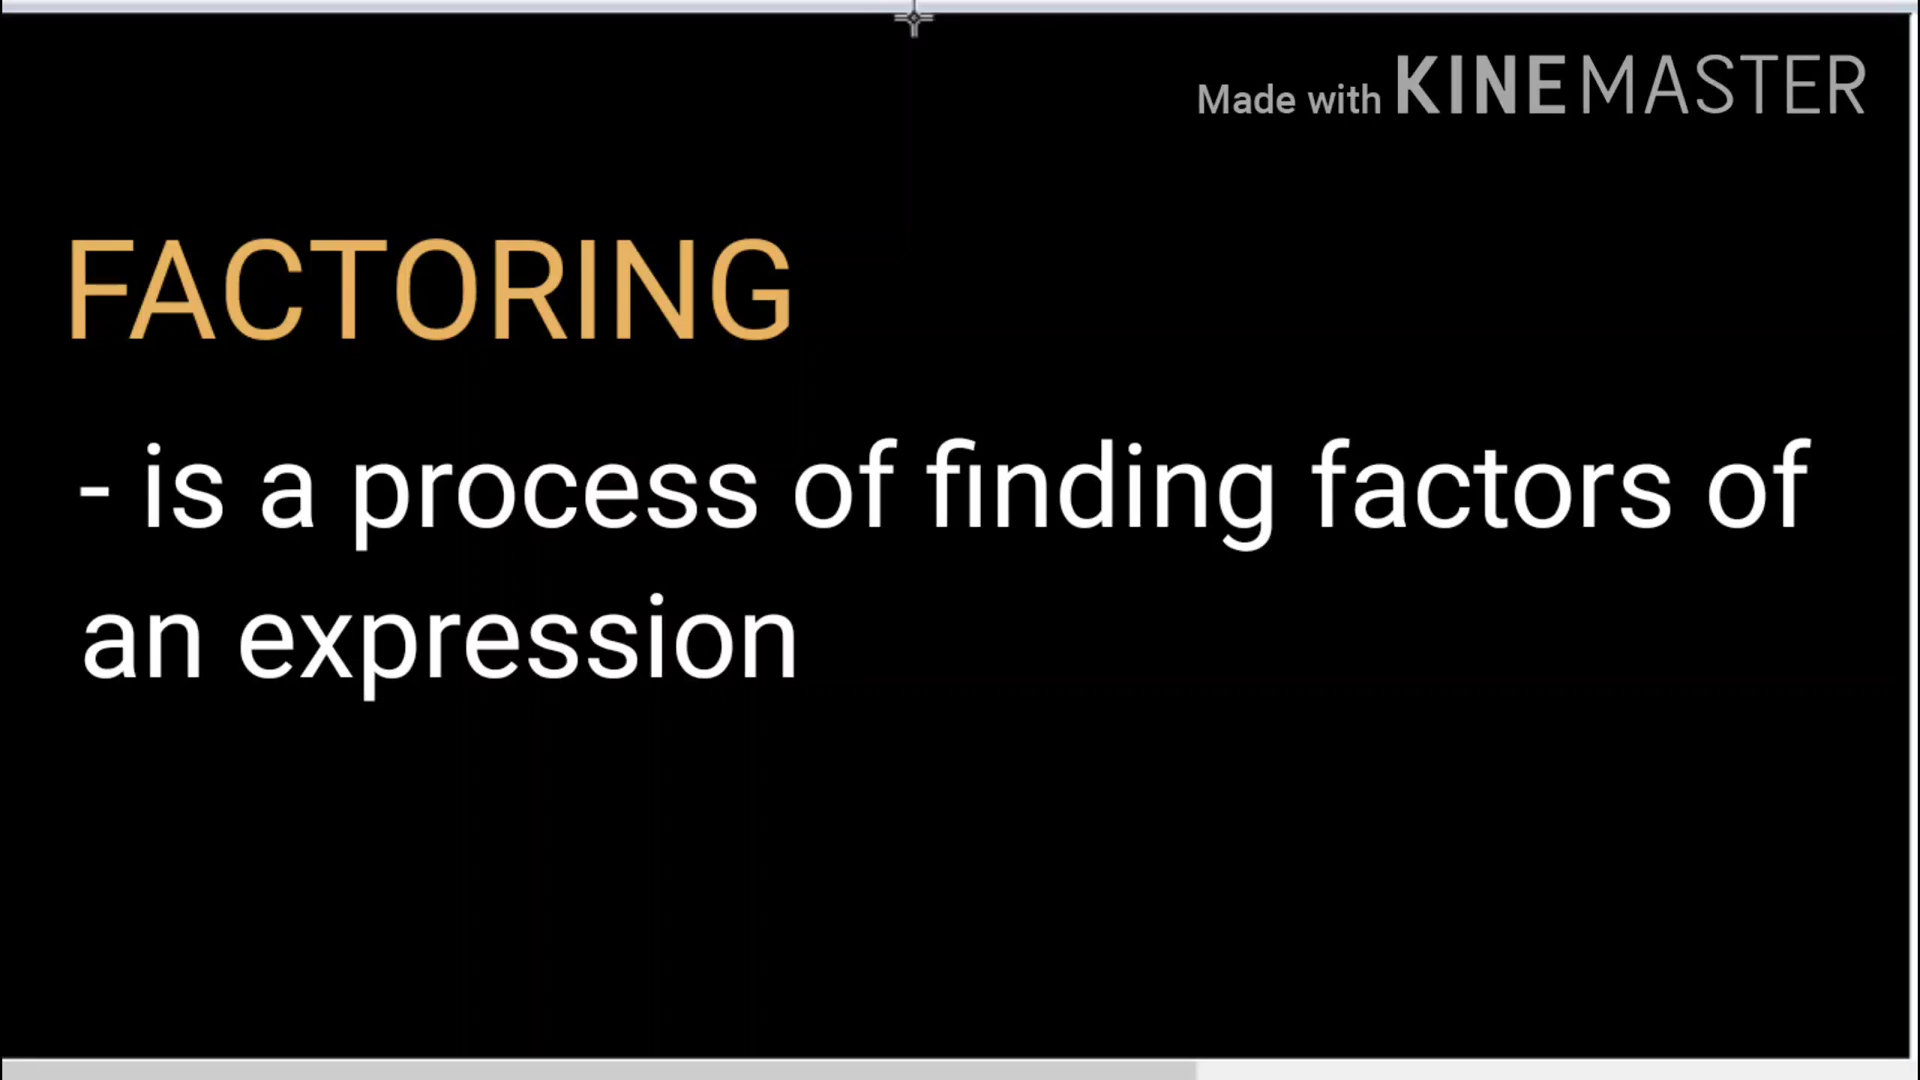 Made with KINEMASTER
FACTORING
- is a process of finding factors of
an expression